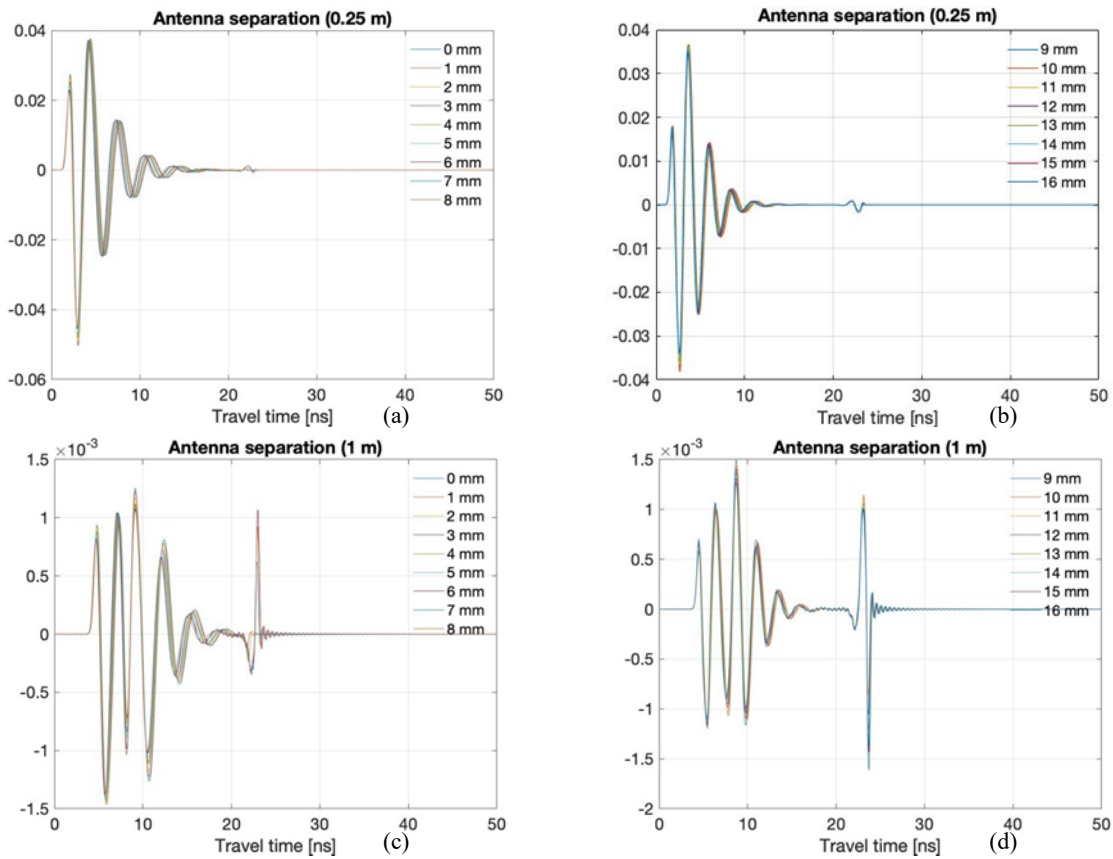 Antenna separation (0.25 m)
0.04
0.02
0
-0.02
-0.04
-0.06
0 10 20 30 40 50
Travel time [ns]
(a)
0 mm
1 mm
2 mm
3 mm
4 mm
5 mm
6 mm
7 mm
8 mm
Antenna separation (0.25 m)
0.04
0.03
0.02
0.01
0
-0.01
-0.02
-0.03
-0.04
0 10 20 30 40 50
Travel time [ns]
(b)
9 mm
10 mm
11 mm
12 mm
13 mm
14 mm
15 mm
16 mm
×10⁻³
Antenna separation (1 m)
1.5
1
0.5
0
-0.5
-1
-1.5
0 10 20 30 40 50
Travel time [ns]
(c)
0 mm
1 mm
2 mm
3 mm
4 mm
5 mm
6 mm
7 mm
8 mm
×10⁻³
Antenna separation (1 m)
1.5
1
0.5
0
-0.5
-1
-1.5
-2
0 10 20 30 40 50
Travel time [ns]
(d)
9 mm
10 mm
11 mm
12 mm
13 mm
14 mm
15 mm
16 mm